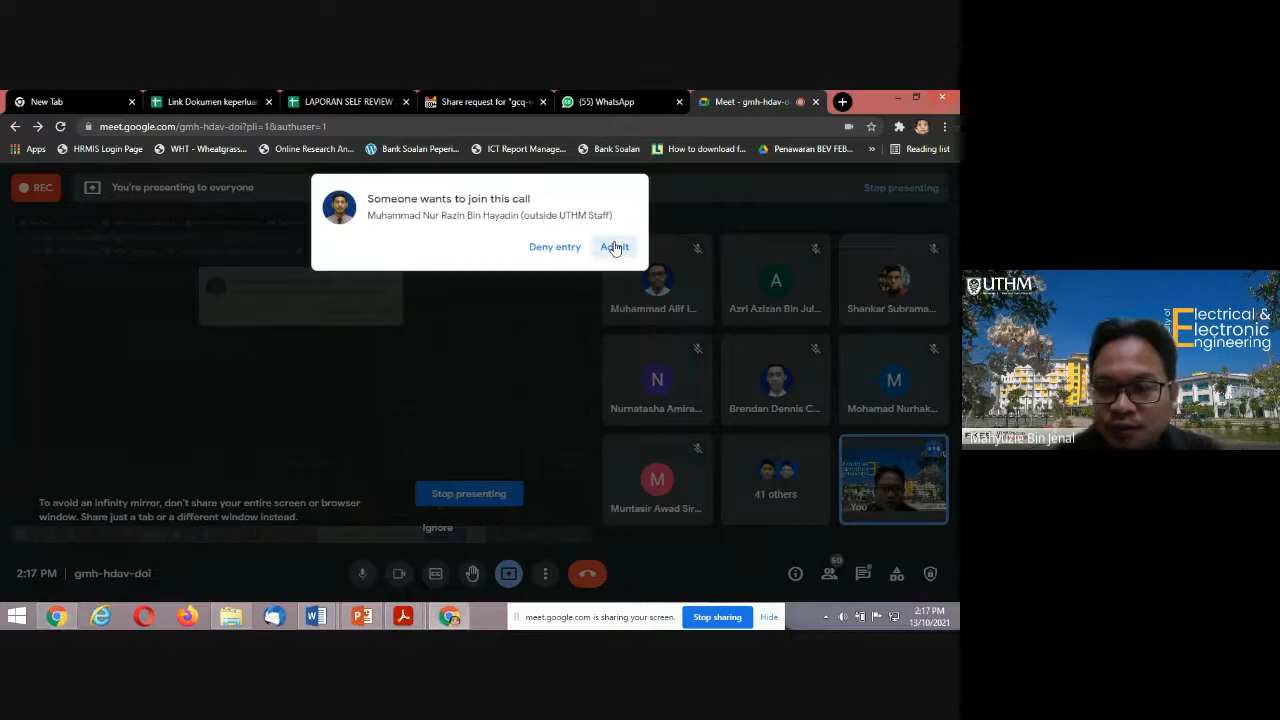 New Tab
Link Dokumen keperlua
LAPORAN SELF REVIEW
Share request for "gcq-v
(55) WhatsApp
Meet - gmh-hdav-d
meet.google.com/gmh-hdav-doi?pli=1&authuser=1
Apps
HRMIS Login Page
WHT - Wheatgrass...
Online Research An...
Bank Soalan Peperi...
ICT Report Manage...
Bank Soalan
How to download f...
Penawaran BEV FEB...
»
Reading list
REC
You're presenting to everyone
Stop presenting
Someone wants to join this call
Muhammad Nur Razin Bin Hayadin (outside UTHM Staff)
Deny entry
Muhammad Alif I...
A
Azri Azizan Bin Jul...
Shankar Subrama...
N
Nurnatasha Amira...
Brendan Dennis C...
M
Mohamad Nurhak...
M
Muntasir Awad Sir...
41 others
You
To avoid an infinity mirror, don't share your entire screen or browser
window. Share just a tab or a different window instead.
Stop presenting
Ignore
2:17 PM | gmh-hdav-doi
50
meet.google.com is sharing your screen.
Stop sharing
Hide
2:17 PM
13/10/2021
UTHM
Electrical &
Electronic
Engineering
Mahyuzie Bin Jenal